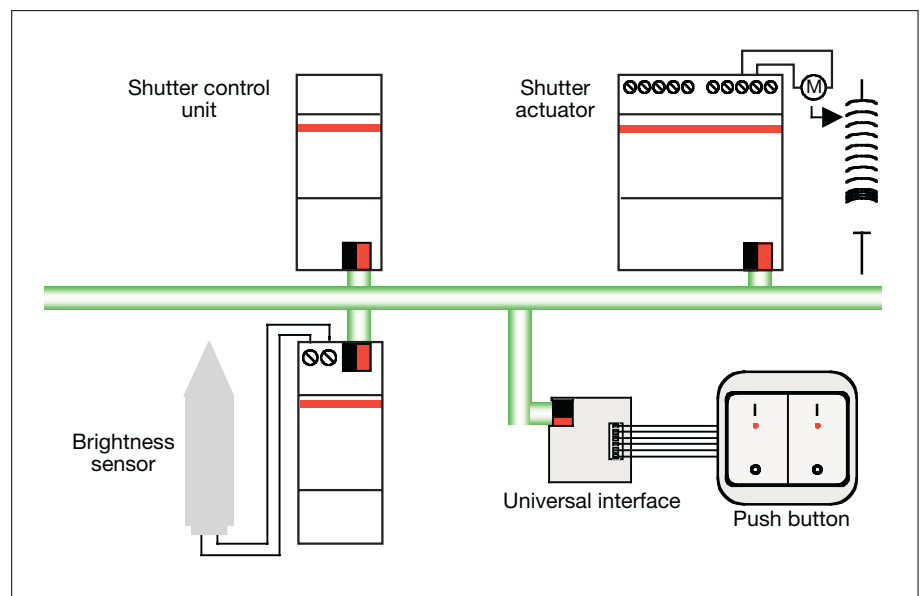 Shutter control
unit
Shutter
actuator
M
Brightness
sensor
Universal interface
Push button